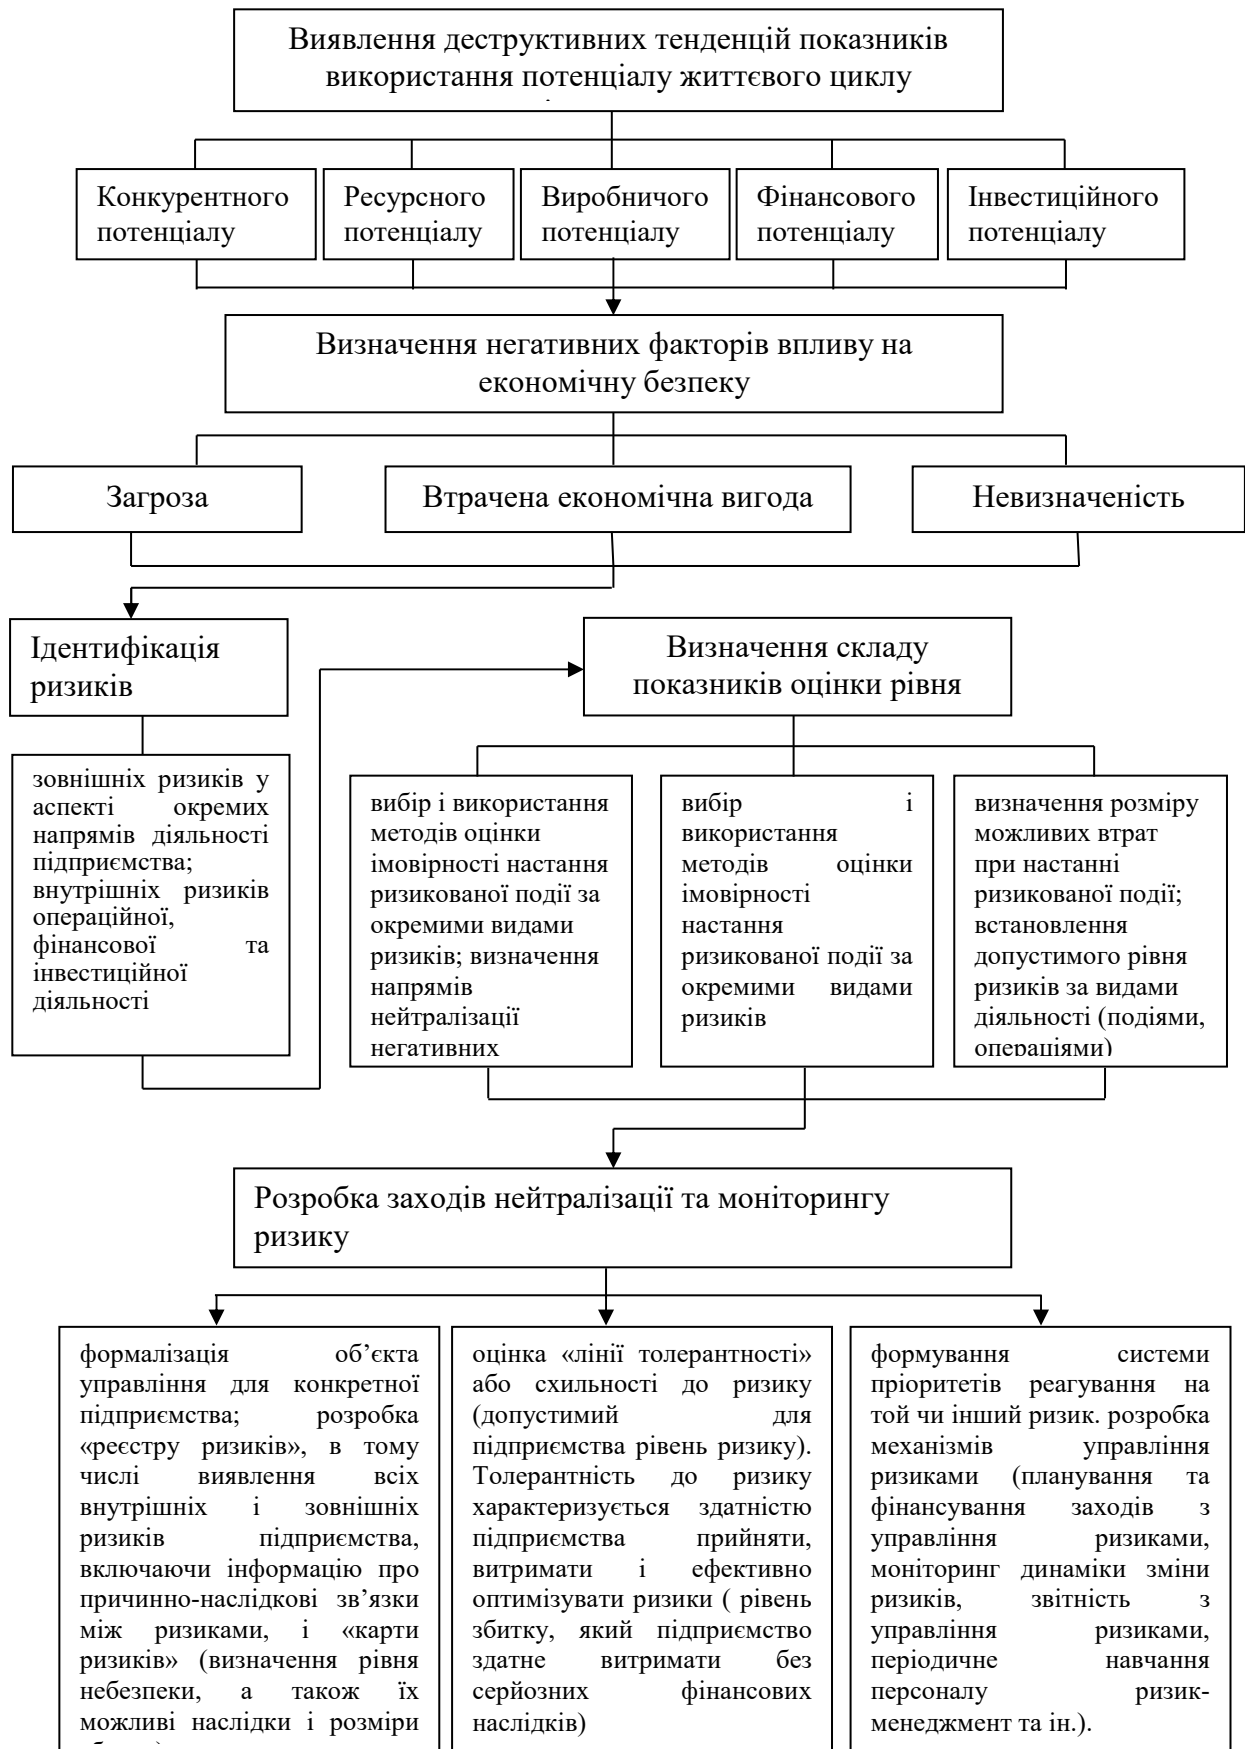 Виявлення деструктивних тенденцій показників
використання потенціалу життєвого циклу
Конкурентного
потенціалу
Ресурсного
потенціалу
Виробничого
потенціалу
Фінансового
потенціалу
Інвестиційного
потенціалу
Визначення негативних факторів впливу на
економічну безпеку
Загроза
Втрачена економічна вигода
Невизначеність
Ідентифікація
ризиків
Визначення складу
показників оцінки рівня
зовнішніх ризиків у
аспекті окремих
напрямів діяльності
підприємства;
внутрішніх ризиків
операційної,
фінансової та
інвестиційної
діяльності
вибір і використання
методів оцінки
імовірності настання
ризикованої події за
окремими видами
ризиків; визначення
напрямів
нейтралізації
негативних
вибір і
використання
методів оцінки
імовірності
настання
ризикованої події за
окремими видами
ризиків
визначення розміру
можливих втрат
при настанні
ризикованої події;
встановлення
допустимого рівня
ризиків за видами
діяльності (подіями,
операціями)
Розробка заходів нейтралізації та моніторингу
ризику
формалізація об’єкта
управління для конкретної
підприємства; розробка
«реєстру ризиків», в тому
числі виявлення всіх
внутрішніх і зовнішніх
ризиків підприємства,
включаючи інформацію про
причинно-наслідкові зв’язки
між ризиками, і «карти
ризиків» (визначення рівня
небезпеки, а також їх
можливі наслідки і розміри
оцінка «лінії толерантності»
або схильності до ризику
(допустимий для
підприємства рівень ризику).
Толерантність до ризику
характеризується здатністю
підприємства прийняти,
витримати і ефективно
оптимізувати ризики ( рівень
збитку, який підприємство
здатне витримати без
серйозних фінансових
наслідків)
формування системи
пріоритетів реагування на
той чи інший ризик. розробка
механізмів управління
ризиками (планування та
фінансування заходів з
управління ризиками,
моніторинг динаміки зміни
ризиків, звітність з
управління ризиками,
періодичне навчання
персоналу ризик-
менеджмент та ін.).